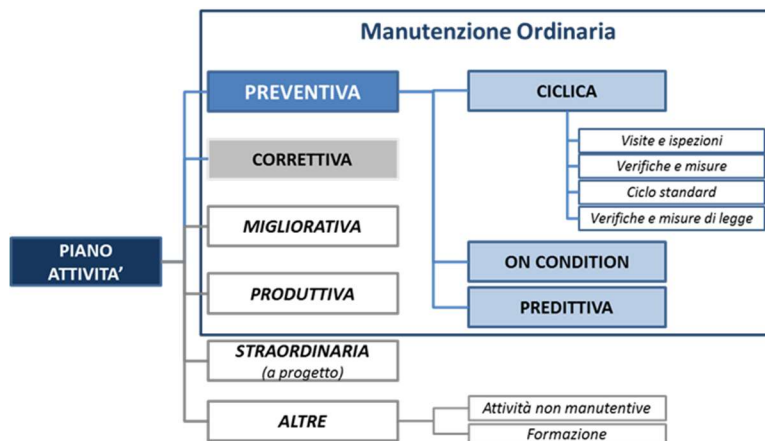 Manutenzione Ordinaria
PREVENTIVA
CICLICA
Visite e ispezioni
CORRETTIVA
Verifiche e misure
Ciclo standard
MIGLIORATIVA
Verifiche e misure di legge
PIANO
ATTIVITA’
ON CONDITION
PRODUTTIVA
PREDITTIVA
STRAORDINARIA
(a progetto)
ALTRE
Attività non manutentive
Formazione